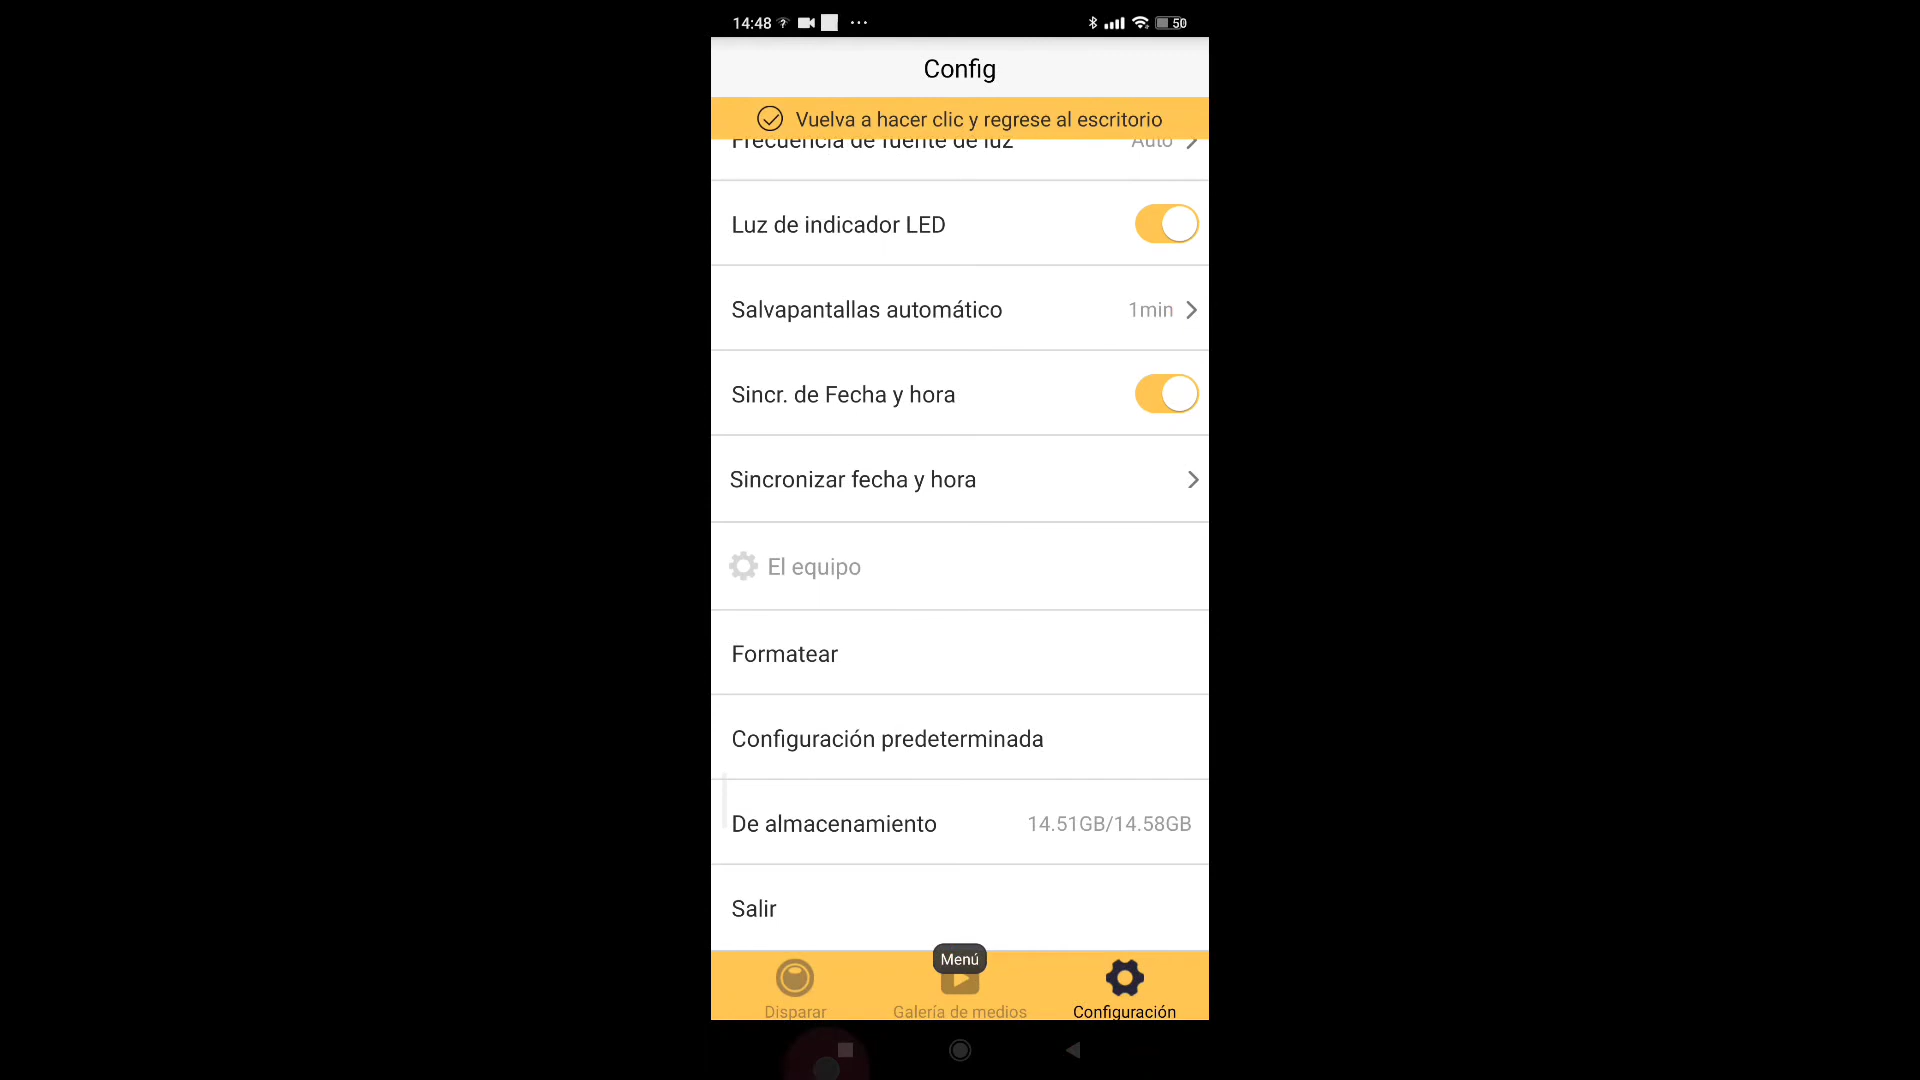 14:48
50
Config
Vuelva a hacer clic y regrese al escritorio
Frecuencia de fuente de luz Auto
Luz de indicador LED
Salvapantallas automático 1min
Sincr. de Fecha y hora
Sincronizar fecha y hora
El equipo
Formatear
Configuración predeterminada
De almacenamiento 14.51GB/14.58GB
Salir
Menú
Disparar Galería de medios Configuración